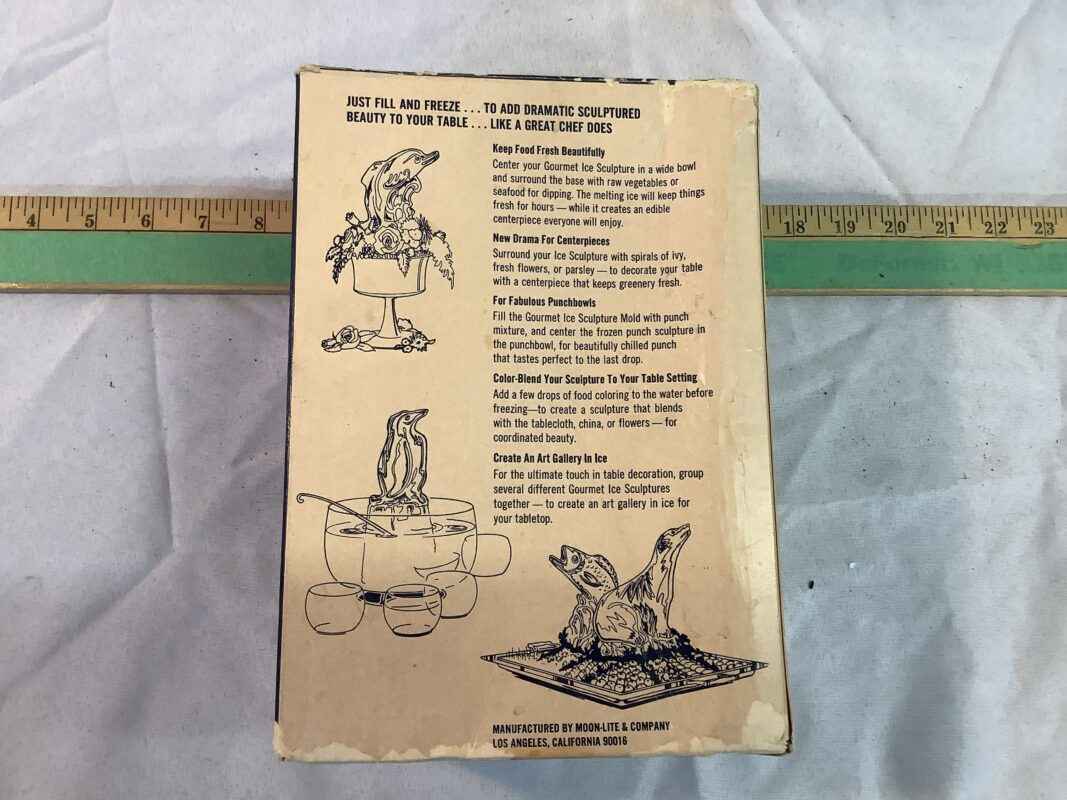 JUST FILL AND FREEZE . . . TO ADD DRAMATIC SCULPTURED
BEAUTY TO YOUR TABLE . . . LIKE A GREAT CHEF DOES
Keep Food Fresh Beautifully
Center your Gourmet Ice Sculpture in a wide bowl
and surround the base with raw vegetables or
seafood for dipping. The melting ice will keep things
fresh for hours — while it creates an edible
centerpiece everyone will enjoy.
New Drama For Centerpieces
Surround your Ice Sculpture with spirals of ivy,
fresh flowers, or parsley — to decorate your table
with a centerpiece that keeps greenery fresh.
For Fabulous Punchbowls
Fill the Gourmet Ice Sculpture Mold with punch
mixture, and center the frozen punch sculpture in
the punchbowl, for beautifully chilled punch
that tastes perfect to the last drop.
Color-Blend Your Sculpture To Your Table Setting
Add a few drops of food coloring to the water before
freezing—to create a sculpture that blends
with the tablecloth, china, or flowers — for
coordinated beauty.
Create An Art Gallery In Ice
For the ultimate touch in table decoration, group
several different Gourmet Ice Sculptures
together — to create an art gallery in ice for
your tabletop.
MANUFACTURED BY MOON-LITE & COMPANY
LOS ANGELES, CALIFORNIA 90016
4 5 6 7 8
18 19 20 21 22 23